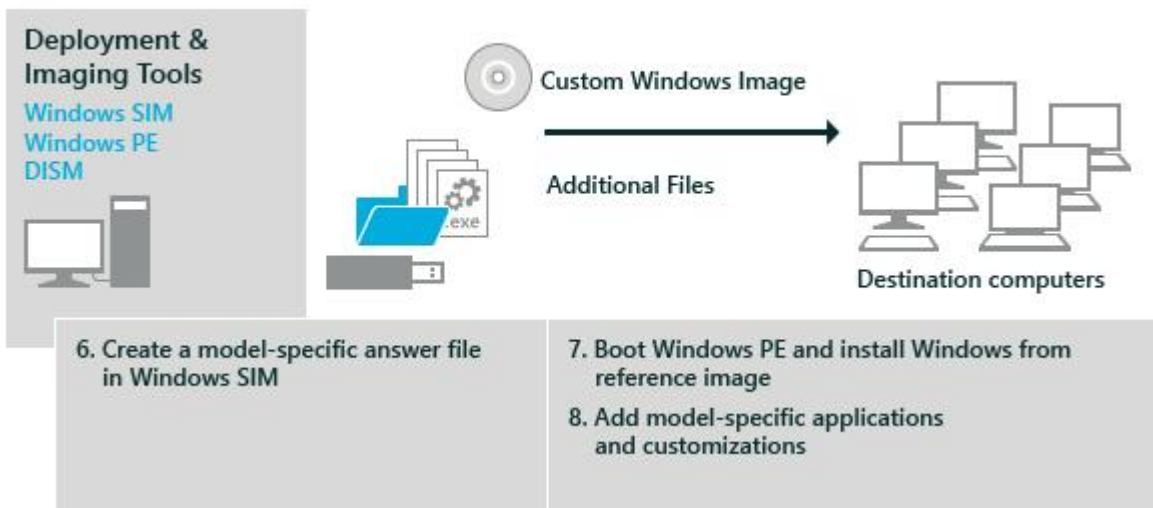 Deployment &
Imaging Tools
Windows SIM
Windows PE
DISM
Custom Windows Image
Additional Files
.exe
Destination computers
6. Create a model-specific answer file
in Windows SIM
7. Boot Windows PE and install Windows from
reference image
8. Add model-specific applications
and customizations